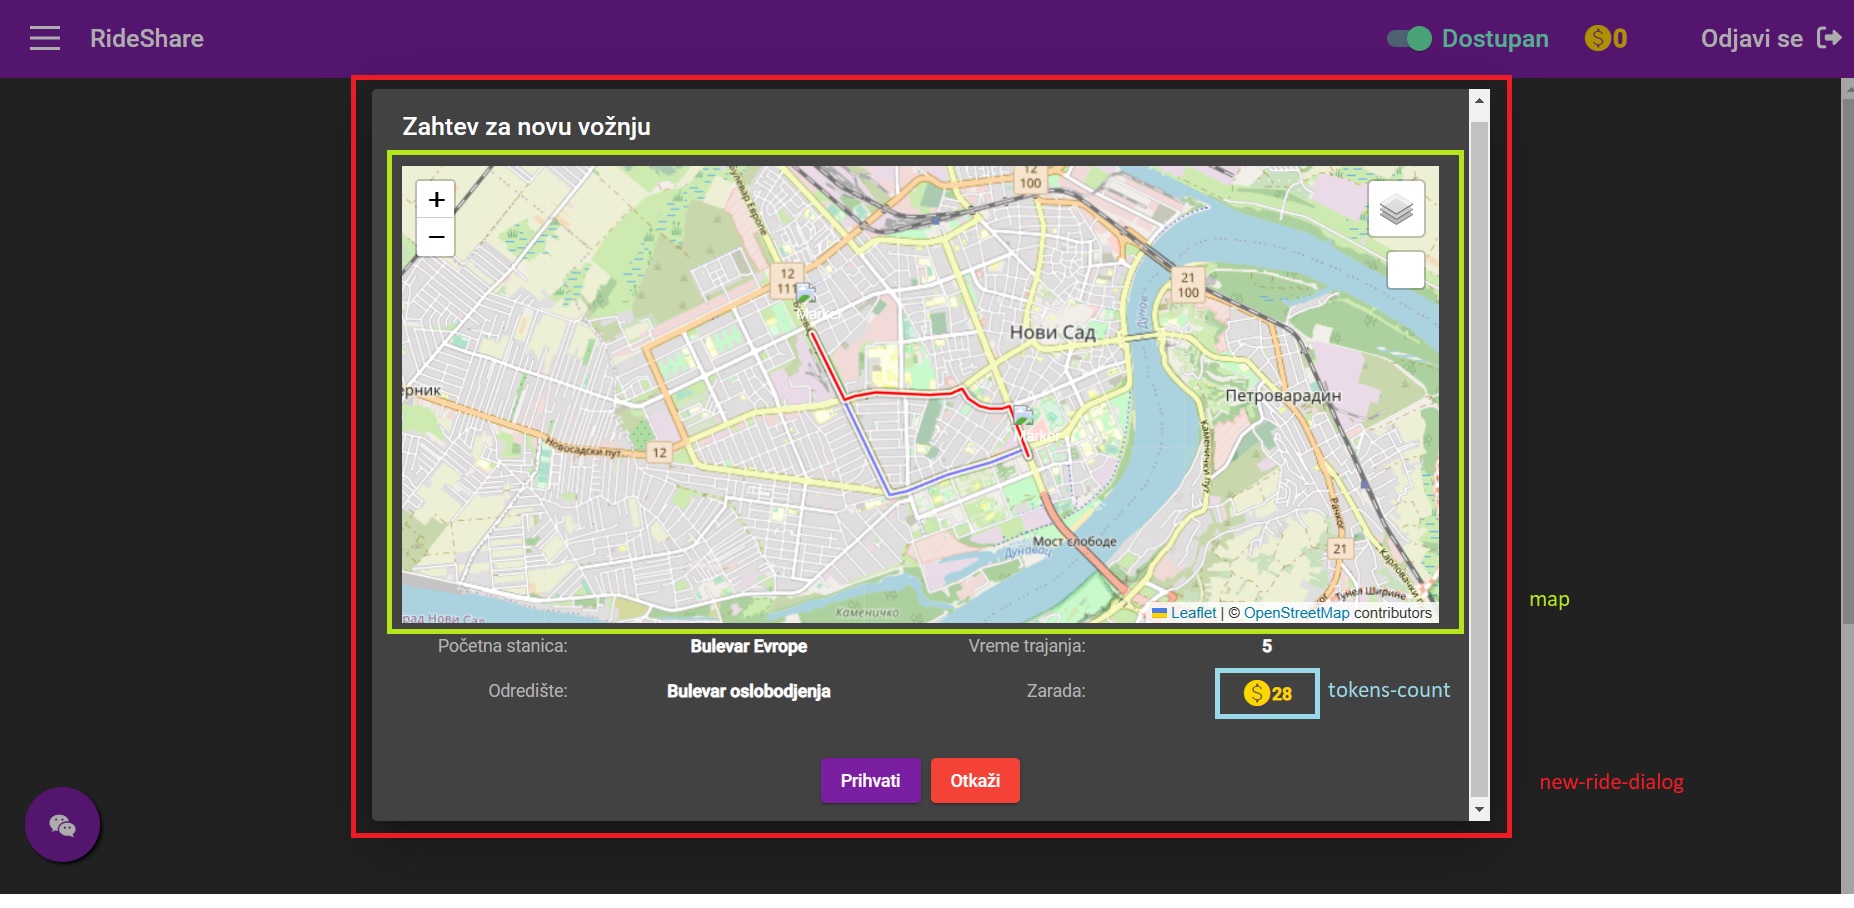 RideShare
Dostupan
0
Odjavi se
Zahtev za novu vožnju
+
−
12
100
12
111
21
100
Дунав
Нови Сад
Петроварадин
ерник
Marker
Marker
12
Новосадски пут
Каменички пут
Рачког
21
Карловачки
Мост слободе
Дунавац
Тунел Ширине
Каменичко
рад Нови Сад
Leaflet | © OpenStreetMap contributors
map
Početna stanica:
Bulevar Evrope
Vreme trajanja:
5
Odredište:
Bulevar oslobodjenja
Zarada:
28
tokens-count
Prihvati
Otkaži
new-ride-dialog